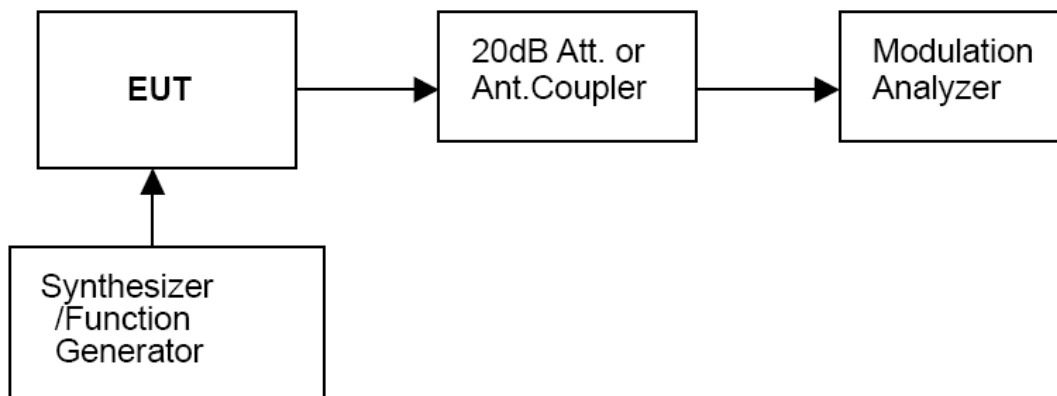 EUT
20dB Att. or
Ant.Coupler
Modulation
Analyzer
Synthesizer
/Function
Generator